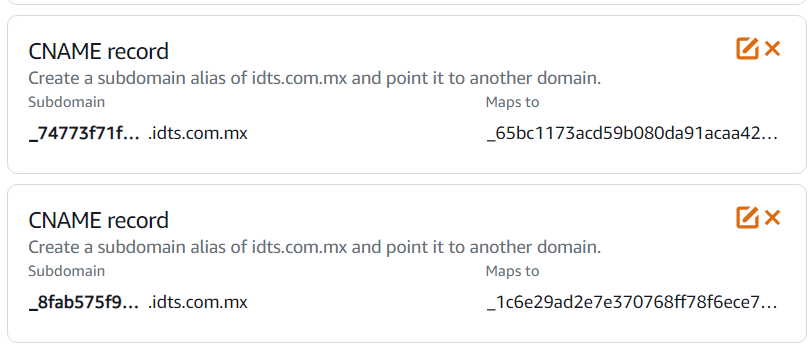 CNAME record
Create a subdomain alias of idts.com.mx and point it to another domain.
Subdomain Maps to
_74773f71f... .idts.com.mx _65bc1173acd59b080da91acaa42...
CNAME record
Create a subdomain alias of idts.com.mx and point it to another domain.
Subdomain Maps to
_8fab575f9... .idts.com.mx _1c6e29ad2e7e370768ff78f6ece7...